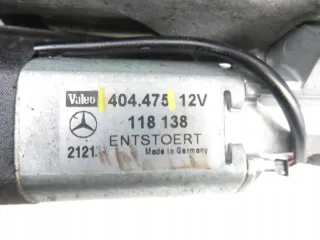 Valeo 404.475 12V
118 138
ENTSTOERT
2121 Made in Germany